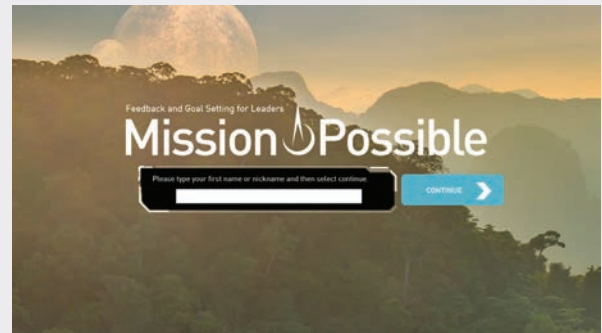 Feedback and Goal Setting for Leaders
Mission Possible
Please type your first name or nickname and then select continue.
CONTINUE